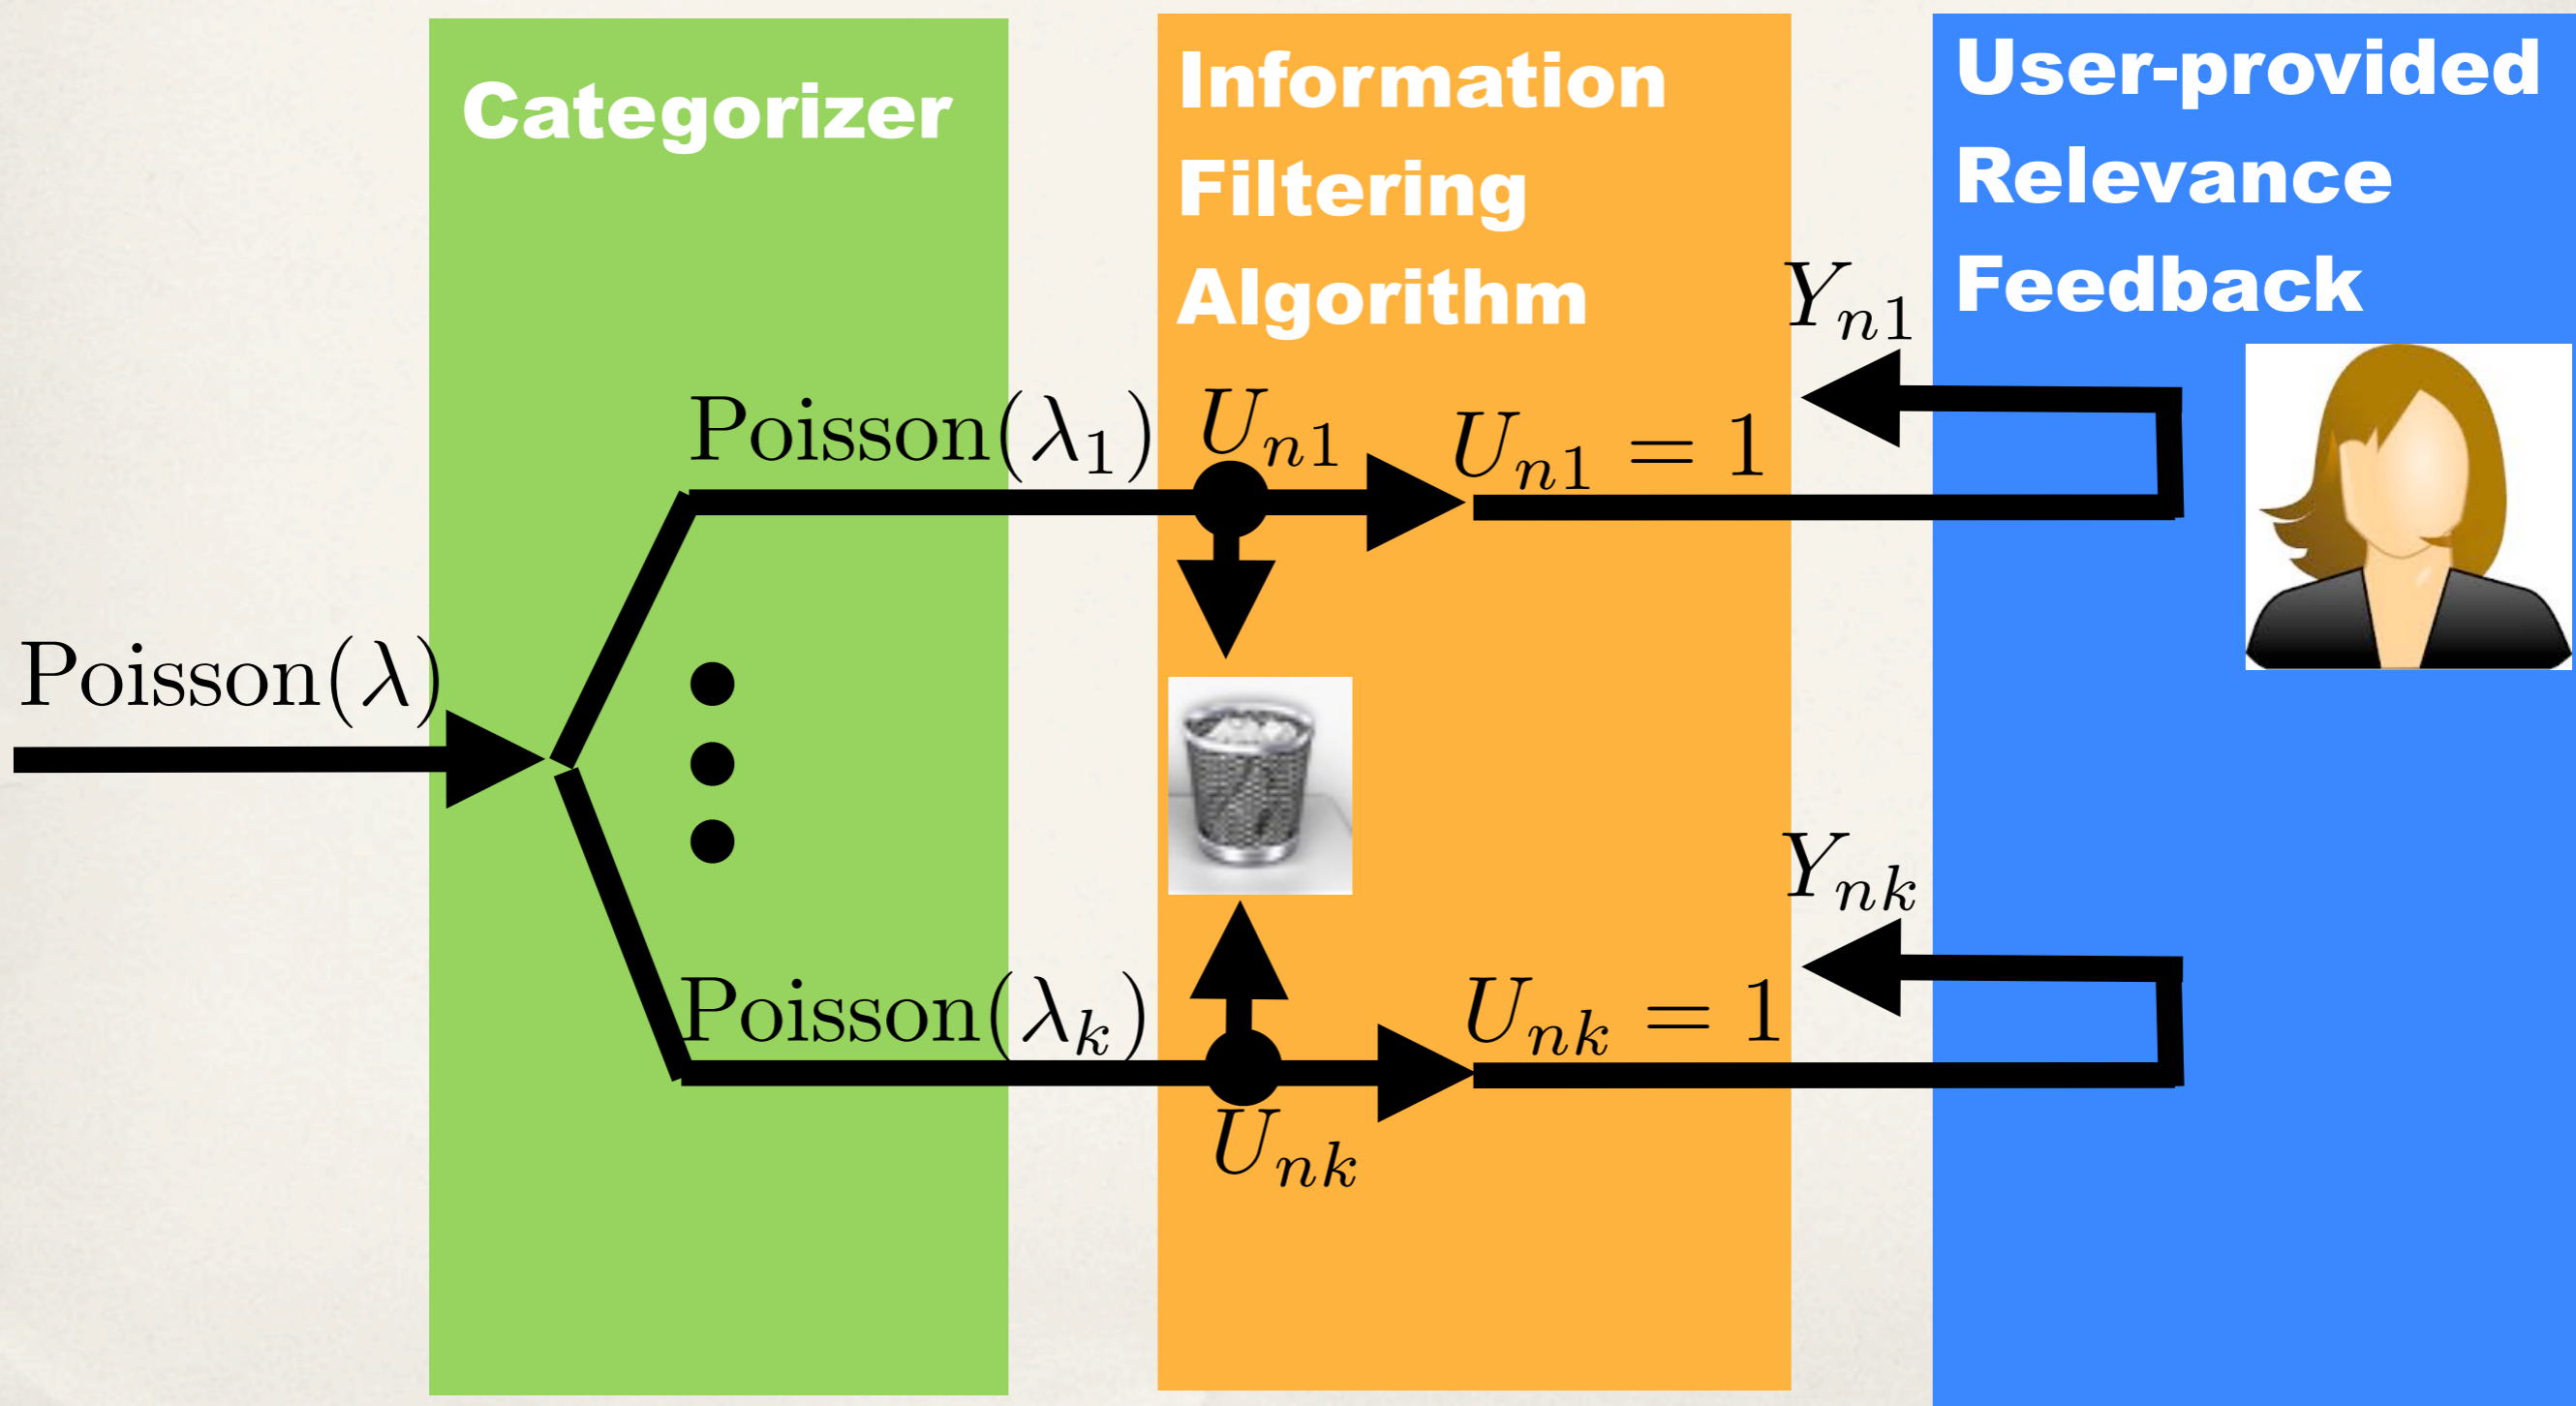 Categorizer
Information
Filtering
Algorithm
User-provided
Relevance
Feedback
Y_{n1}
Poisson(λ_1)
U_{n1}
U_{n1} = 1
Poisson(λ)
Y_{nk}
Poisson(λ_k)
U_{nk} = 1
U_{nk}